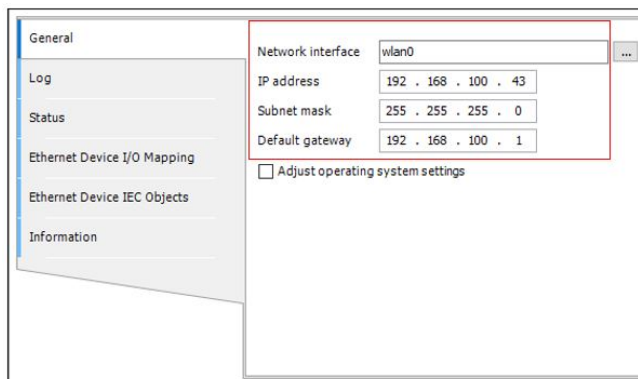 General
Log
Status
Ethernet Device I/O Mapping
Ethernet Device IEC Objects
Information
Network interface wlan0 ...
IP address 192 . 168 . 100 . 43
Subnet mask 255 . 255 . 255 . 0
Default gateway 192 . 168 . 100 . 1
Adjust operating system settings